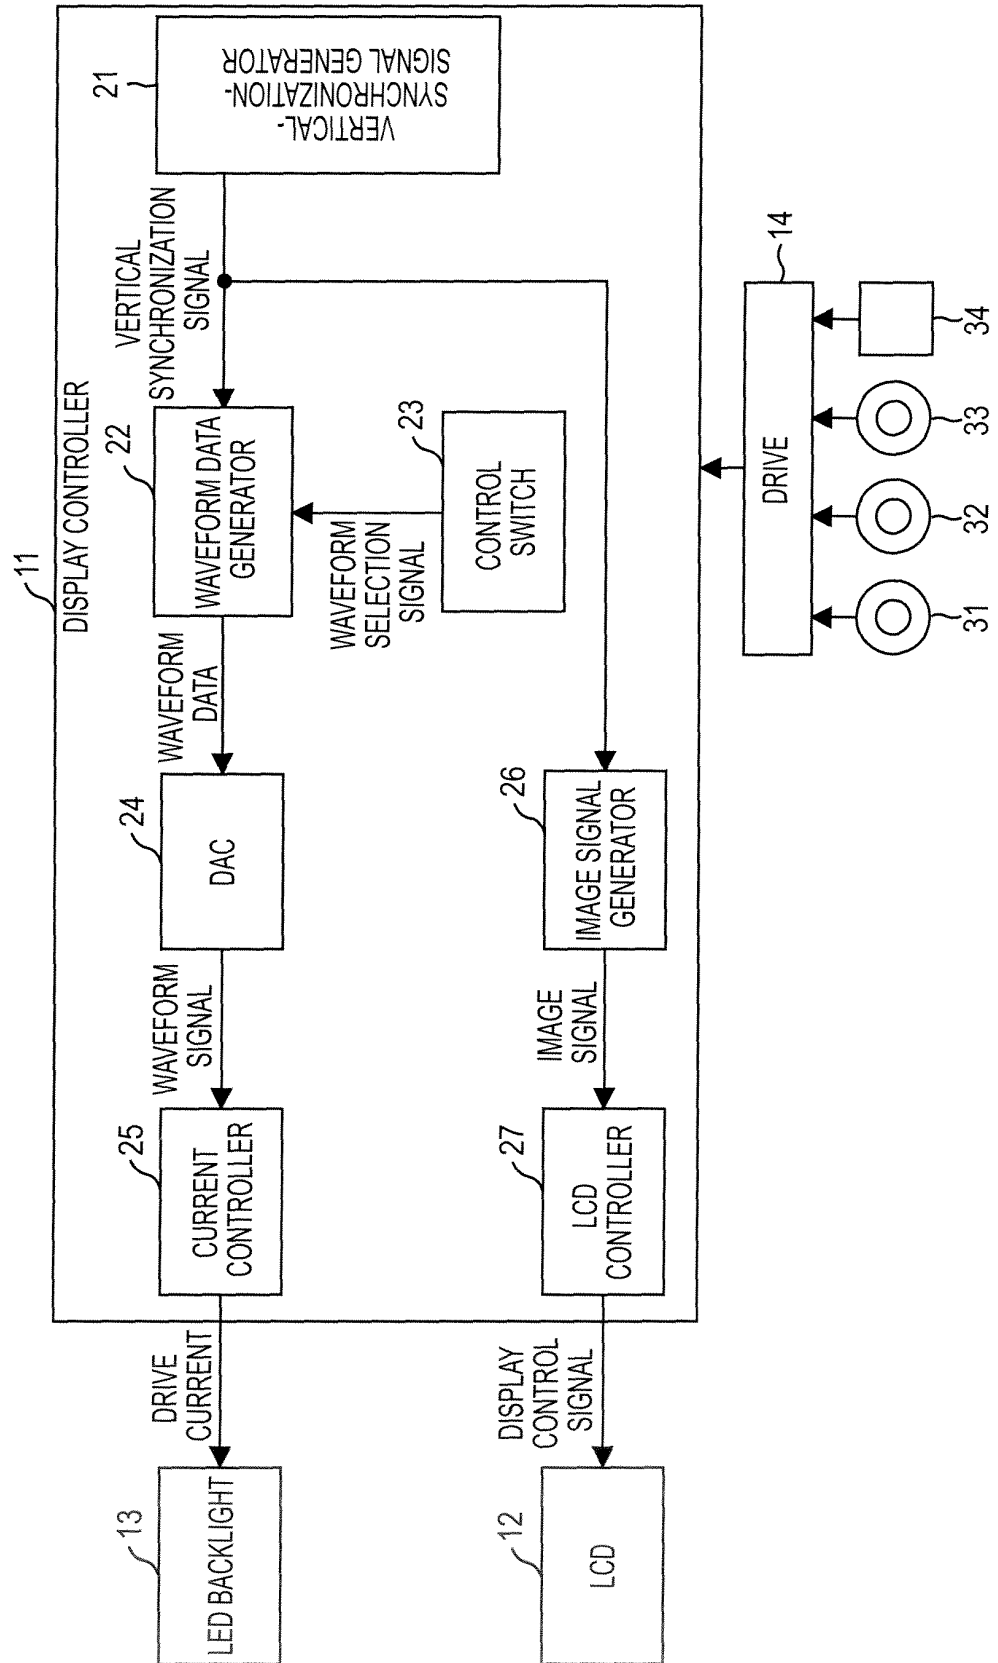 11
DISPLAY CONTROLLER
21
VERTICAL-
SYNCHRONIZATION-
SIGNAL GENERATOR
VERTICAL
SYNCHRONIZATION
SIGNAL
22
WAVEFORM DATA
GENERATOR
23
CONTROL
SWITCH
WAVEFORM
SELECTION
SIGNAL
WAVEFORM
DATA
24
DAC
WAVEFORM
SIGNAL
25
CURRENT
CONTROLLER
DRIVE
CURRENT
13
LED BACKLIGHT
26
IMAGE SIGNAL
GENERATOR
IMAGE
SIGNAL
27
LCD
CONTROLLER
DISPLAY
CONTROL
SIGNAL
12
LCD
14
DRIVE
31
32
33
34